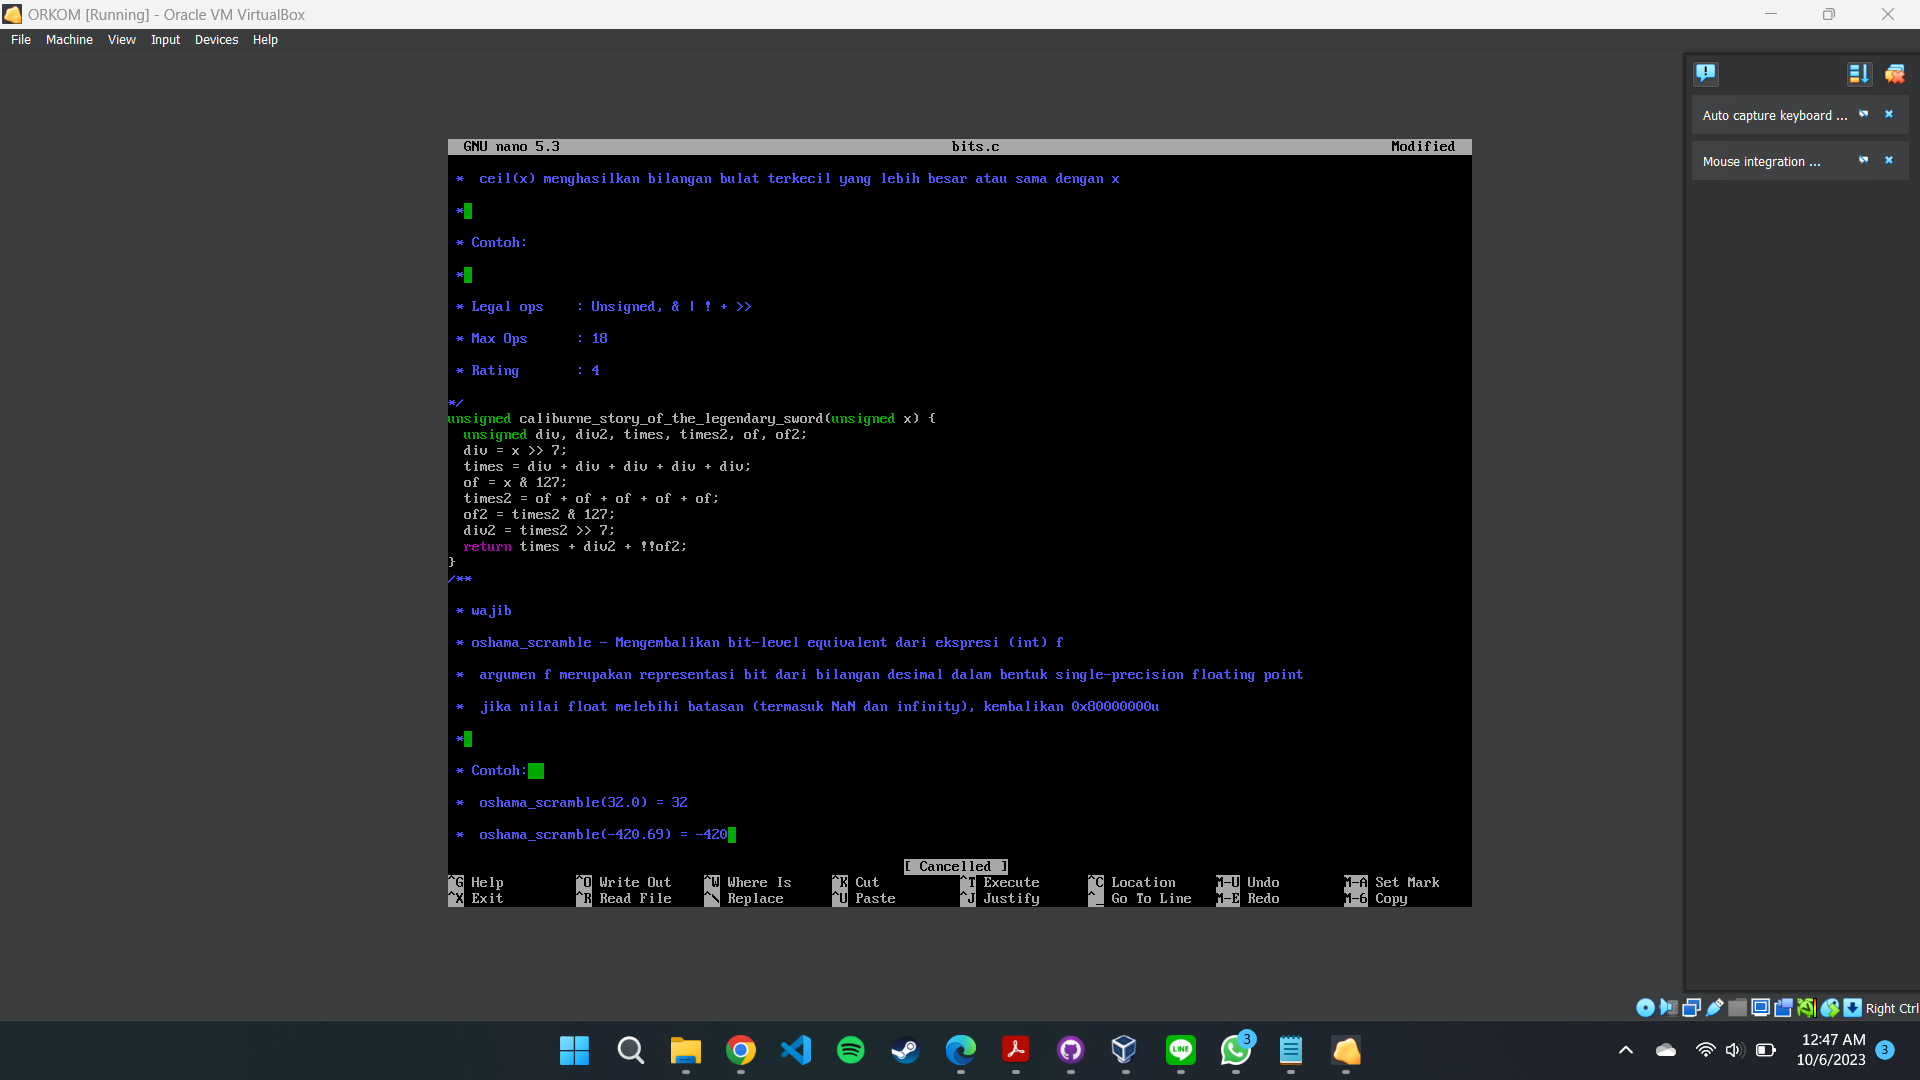 ORKOM [Running] - Oracle VM VirtualBox
File Machine View Input Devices Help
Auto capture keyboard ...
Mouse integration ...
GNU nano 5.3 bits.c Modified
* ceil(x) menghasilkan bilangan bulat terkecil yang lebih besar atau sama dengan x
*
* Contoh:
*
* Legal ops : Unsigned, & | ! + >>
* Max Ops : 18
* Rating : 4
*/
unsigned caliburne_story_of_the_legendary_sword(unsigned x) {
unsigned div, div2, times, times2, of, of2;
div = x >> 7;
times = div + div + div + div + div;
of = x & 127;
times2 = of + of + of + of + of;
of2 = times2 & 127;
div2 = times2 >> 7;
return times + div2 + !!of2;
}
/**
* wajib
* oshama_scramble - Mengembalikan bit-level equivalent dari ekspresi (int) f
* argumen f merupakan representasi bit dari bilangan desimal dalam bentuk single-precision floating point
* jika nilai float melebihi batasan (termasuk NaN dan infinity), kembalikan 0x80000000u
*
* Contoh:
* oshama_scramble(32.0) = 32
* oshama_scramble(-420.69) = -420
[ Cancelled ]
^G Help ^O Write Out ^W Where Is ^K Cut ^T Execute ^C Location M-U Undo M-A Set Mark
^X Exit ^R Read File ^\ Replace ^U Paste ^J Justify ^_ Go To Line M-E Redo M-6 Copy
Right Ctrl
LINE
3
12:47 AM
10/6/2023
3